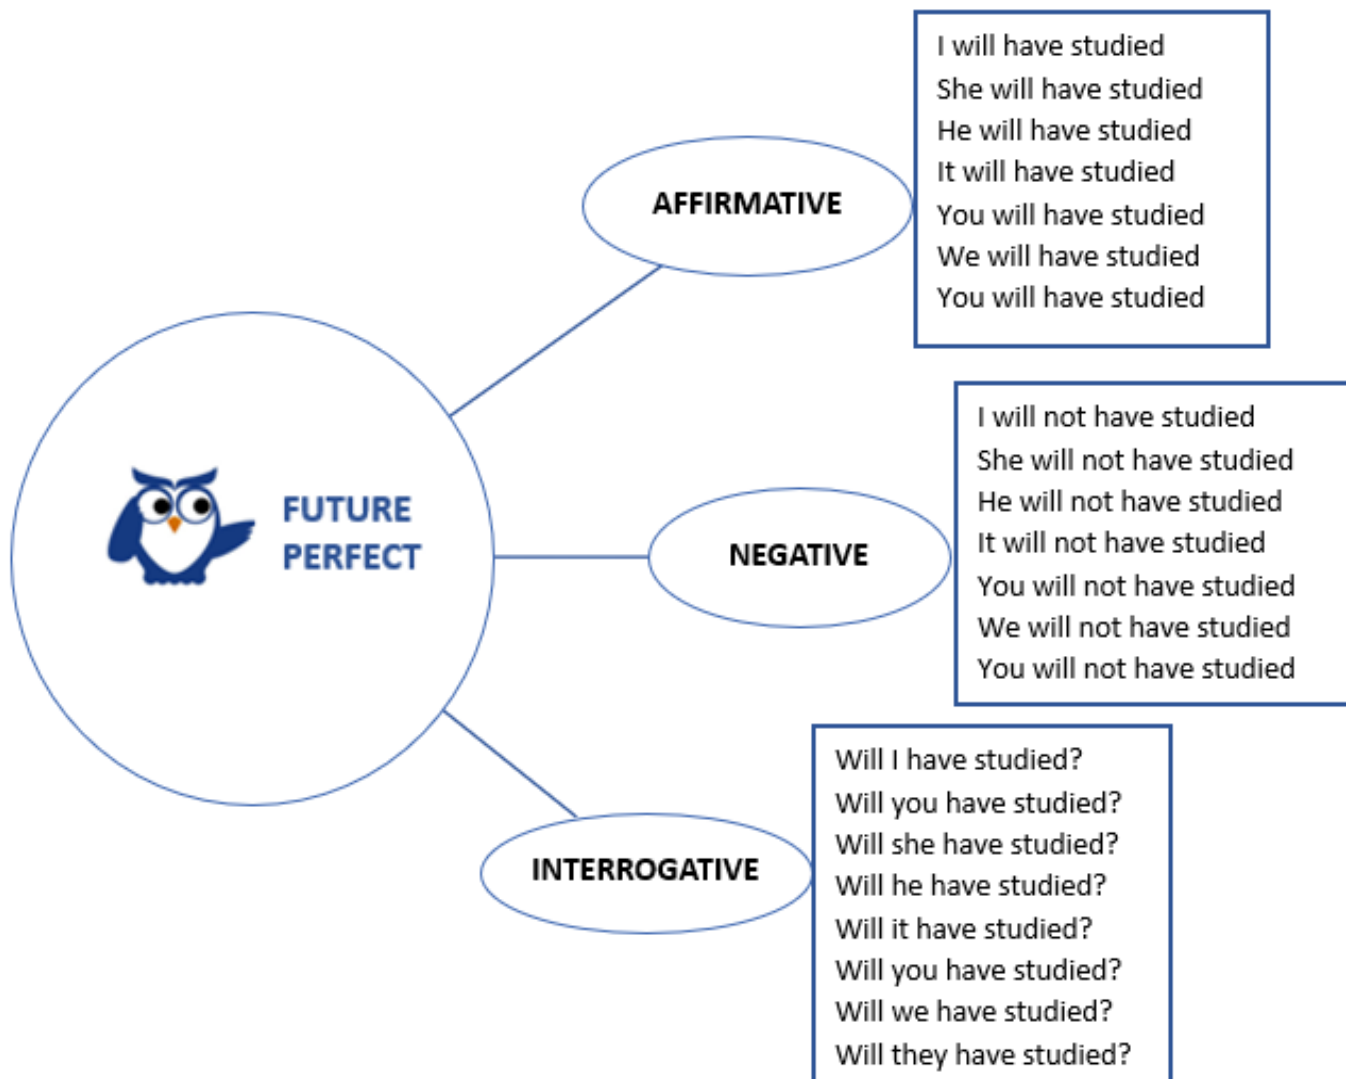 FUTURE
PERFECT
AFFIRMATIVE
I will have studied
She will have studied
He will have studied
It will have studied
You will have studied
We will have studied
You will have studied
NEGATIVE
I will not have studied
She will not have studied
He will not have studied
It will not have studied
You will not have studied
We will not have studied
You will not have studied
INTERROGATIVE
Will I have studied?
Will you have studied?
Will she have studied?
Will he have studied?
Will it have studied?
Will you have studied?
Will we have studied?
Will they have studied?